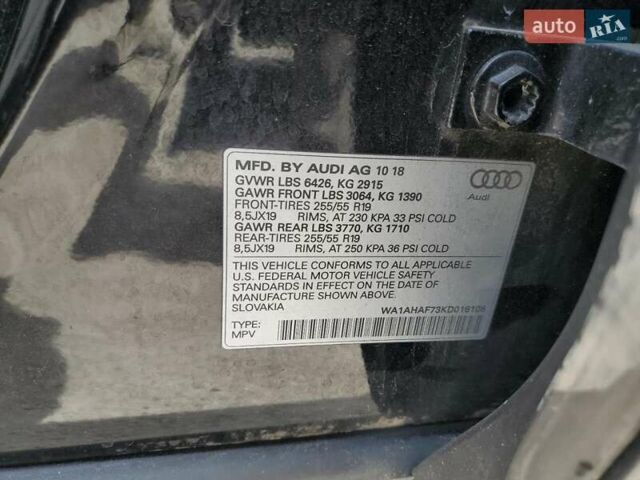 auto RIA .com
MFD. BY AUDI AG 10 18
GVWR LBS 6426, KG 2915
GAWR FRONT LBS 3064, KG 1390
FRONT-TIRES 255/55 R19
8,5JX19 RIMS, AT 230 KPA 33 PSI COLD
GAWR REAR LBS 3770, KG 1710
REAR-TIRES 255/55 R19
8,5JX19 RIMS, AT 250 KPA 36 PSI COLD
Audi
THIS VEHICLE CONFORMS TO ALL APPLICABLE
U.S. FEDERAL MOTOR VEHICLE SAFETY
STANDARDS IN EFFECT ON THE DATE OF
MANUFACTURE SHOWN ABOVE.
SLOVAKIA
WA1AHAF73KD016106
TYPE:
MPV